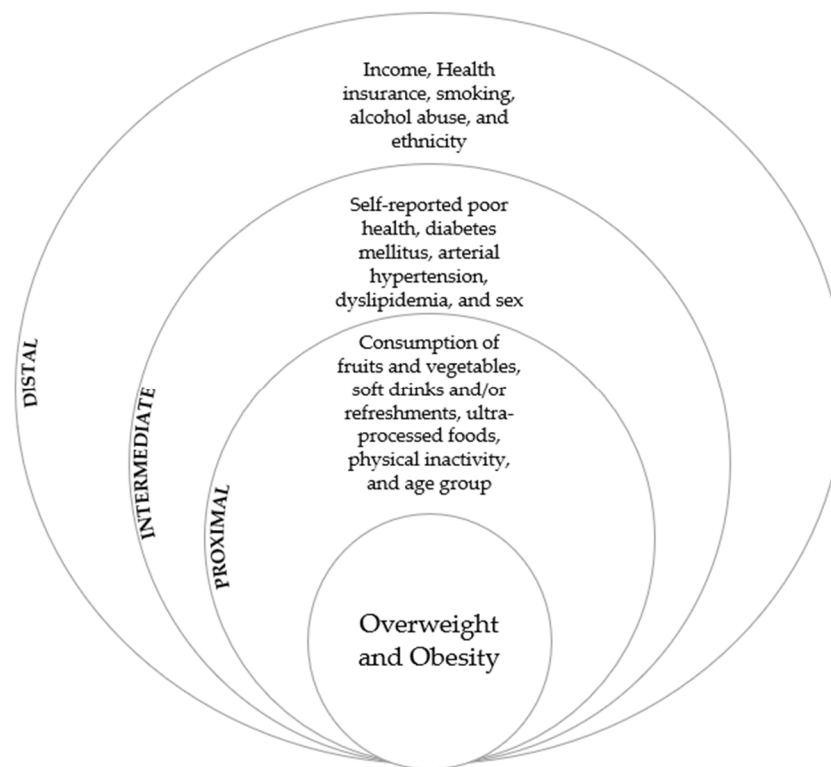 Income, Health
insurance, smoking,
alcohol abuse, and
ethnicity
Self-reported poor
health, diabetes
mellitus, arterial
hypertension,
dyslipidemia, and sex
Consumption of
fruits and vegetables,
soft drinks and/or
refreshments, ultra-
processed foods,
physical inactivity,
and age group
Overweight
and Obesity
DISTAL
INTERMEDIATE
PROXIMAL